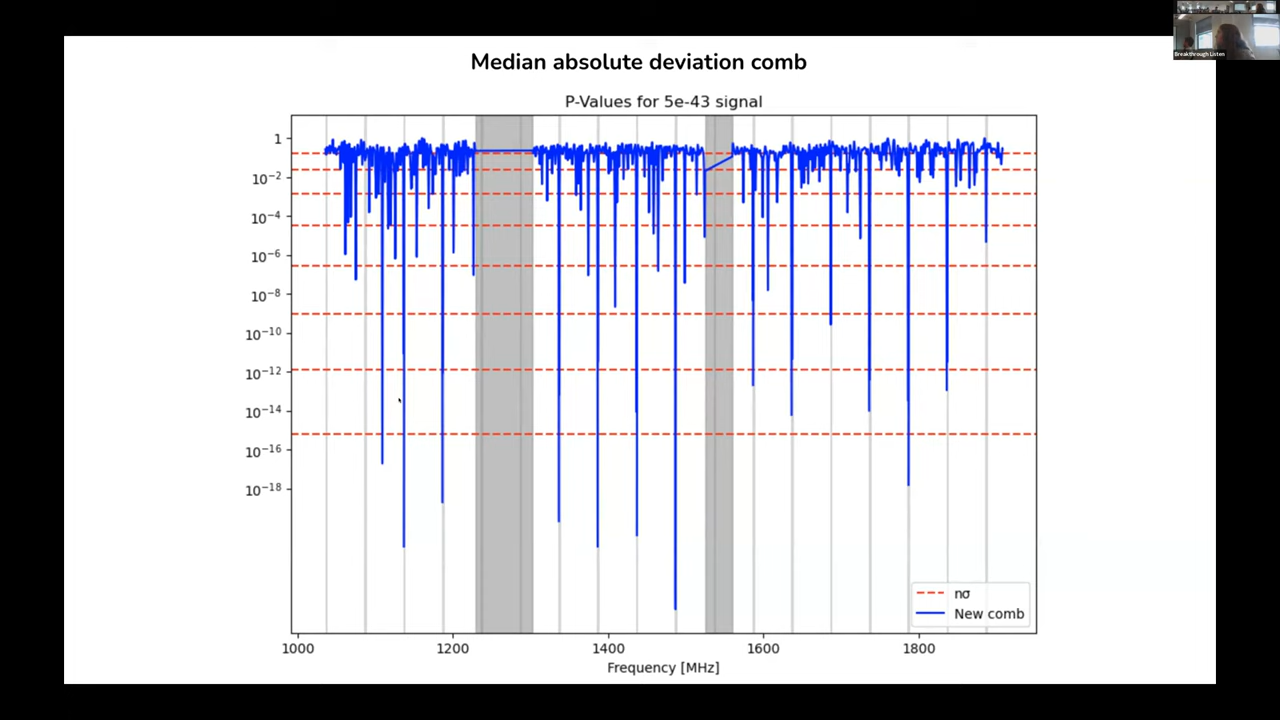 Breakthrough Listen
Median absolute deviation comb
P-Values for 5e-43 signal
1
10⁻²
10⁻⁴
10⁻⁶
10⁻⁸
10⁻¹⁰
10⁻¹²
10⁻¹⁴
10⁻¹⁶
10⁻¹⁸
nσ
New comb
1000 1200 1400 1600 1800
Frequency [MHz]